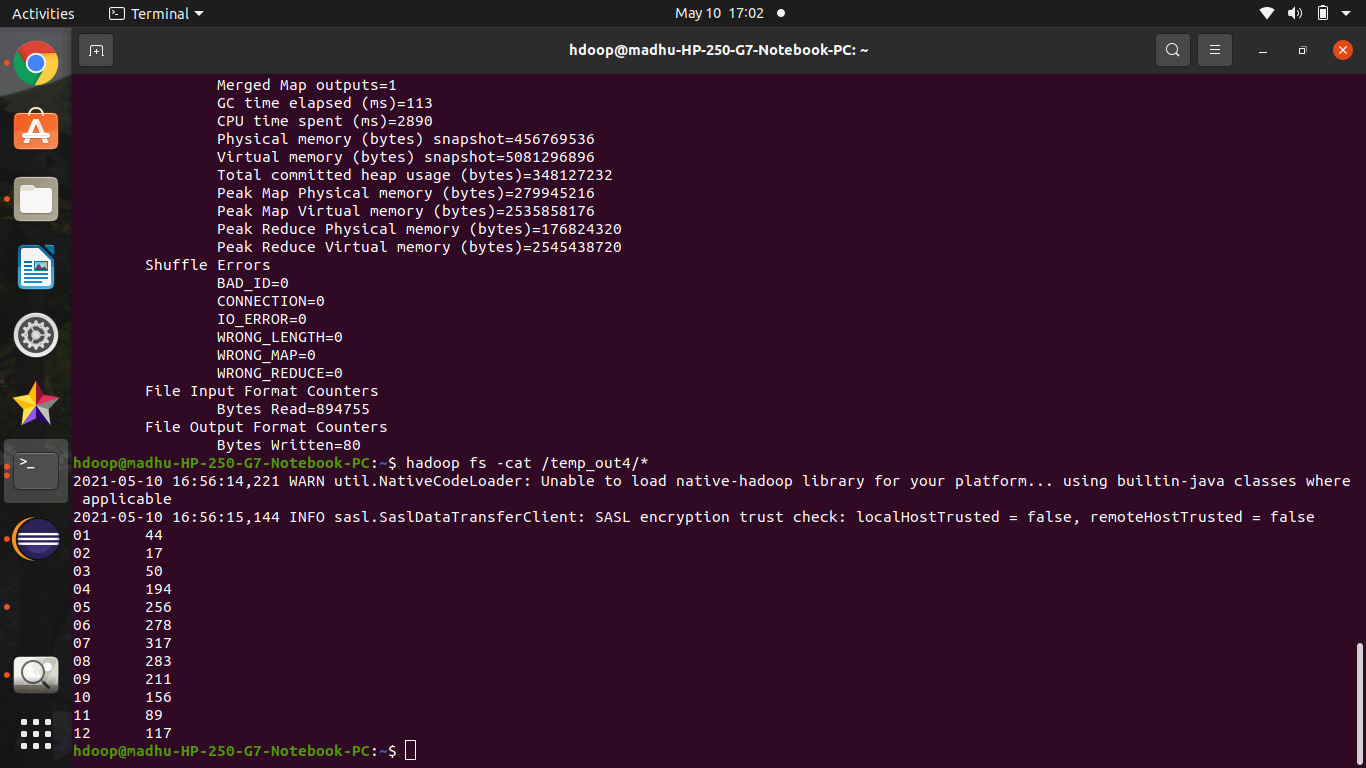 Activities Terminal May 10 17:02
hdoop@madhu-HP-250-G7-Notebook-PC: ~
Merged Map outputs=1
GC time elapsed (ms)=113
CPU time spent (ms)=2890
Physical memory (bytes) snapshot=456769536
Virtual memory (bytes) snapshot=5081296896
Total committed heap usage (bytes)=348127232
Peak Map Physical memory (bytes)=279945216
Peak Map Virtual memory (bytes)=2535858176
Peak Reduce Physical memory (bytes)=176824320
Peak Reduce Virtual memory (bytes)=2545438720
Shuffle Errors
BAD_ID=0
CONNECTION=0
IO_ERROR=0
WRONG_LENGTH=0
WRONG_MAP=0
WRONG_REDUCE=0
File Input Format Counters
Bytes Read=894755
File Output Format Counters
Bytes Written=80
hdoop@madhu-HP-250-G7-Notebook-PC:~$ hadoop fs -cat /temp_out4/*
2021-05-10 16:56:14,221 WARN util.NativeCodeLoader: Unable to load native-hadoop library for your platform... using builtin-java classes where
applicable
2021-05-10 16:56:15,144 INFO sasl.SaslDataTransferClient: SASL encryption trust check: localHostTrusted = false, remoteHostTrusted = false
01 44
02 17
03 50
04 194
05 256
06 278
07 317
08 283
09 211
10 156
11 89
12 117
hdoop@madhu-HP-250-G7-Notebook-PC:~$